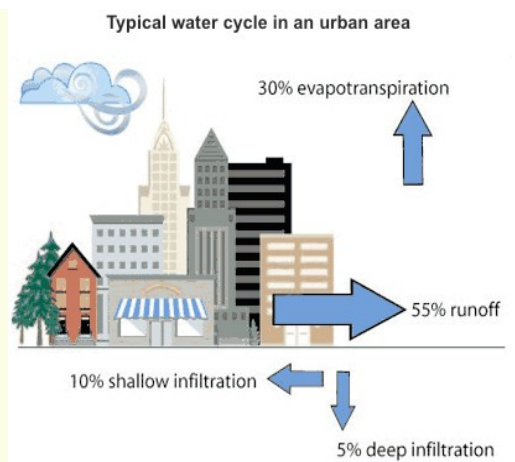 Typical water cycle in an urban area
30% evapotranspiration
55% runoff
10% shallow infiltration
5% deep infiltration